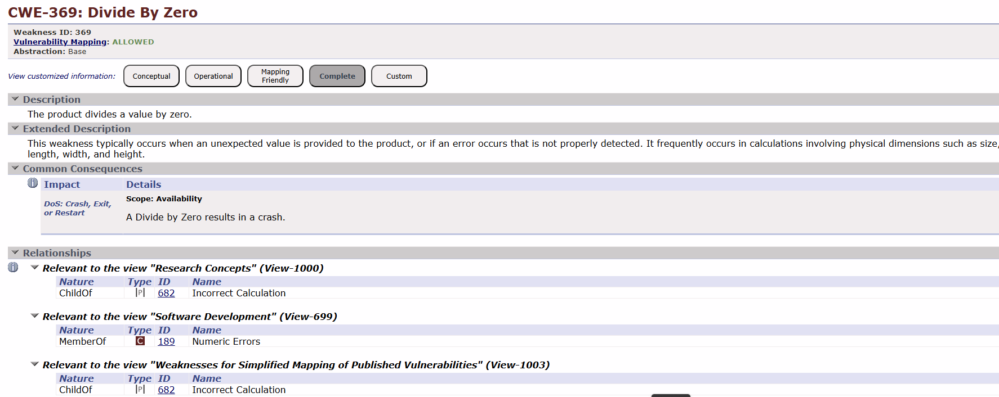 CWE-369: Divide By Zero
Weakness ID: 369
Vulnerability Mapping: ALLOWED
Abstraction: Base
View customized information:
Conceptual
Operational
Mapping
Friendly
Complete
Custom
Description
The product divides a value by zero.
Extended Description
This weakness typically occurs when an unexpected value is provided to the product, or if an error occurs that is not properly detected. It frequently occurs in calculations involving physical dimensions such as size,
length, width, and height.
Common Consequences
Impact Details
DoS: Crash, Exit,
or Restart
Scope: Availability
A Divide by Zero results in a crash.
Relationships
Relevant to the view "Research Concepts" (View-1000)
Nature Type ID Name
ChildOf P 682 Incorrect Calculation
Relevant to the view "Software Development" (View-699)
Nature Type ID Name
MemberOf C 189 Numeric Errors
Relevant to the view "Weaknesses for Simplified Mapping of Published Vulnerabilities" (View-1003)
Nature Type ID Name
ChildOf P 682 Incorrect Calculation